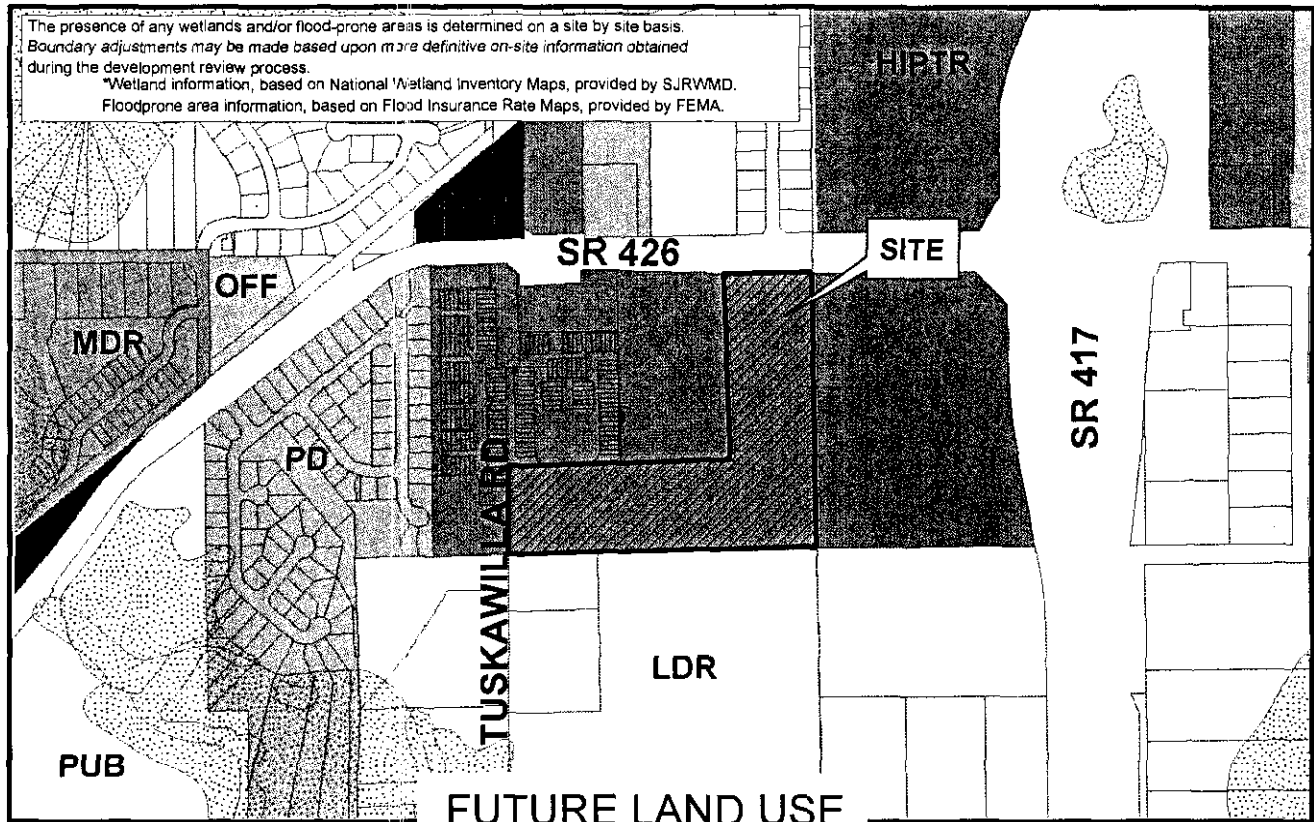 The presence of any wetlands and/or flood-prone areas is determined on a site by site basis.
Boundary adjustments may be made based upon more definitive on-site information obtained
during the development review process.
*Wetland information, based on National Wetland Inventory Maps, provided by SJRWMD.
Floodprone area information, based on Flood Insurance Rate Maps, provided by FEMA.
HIPTR
SR 426
SITE
OFF
MDR
SR 417
PD
TUSKAWILLA RD
LDR
PUB
FUTURE LAND USE